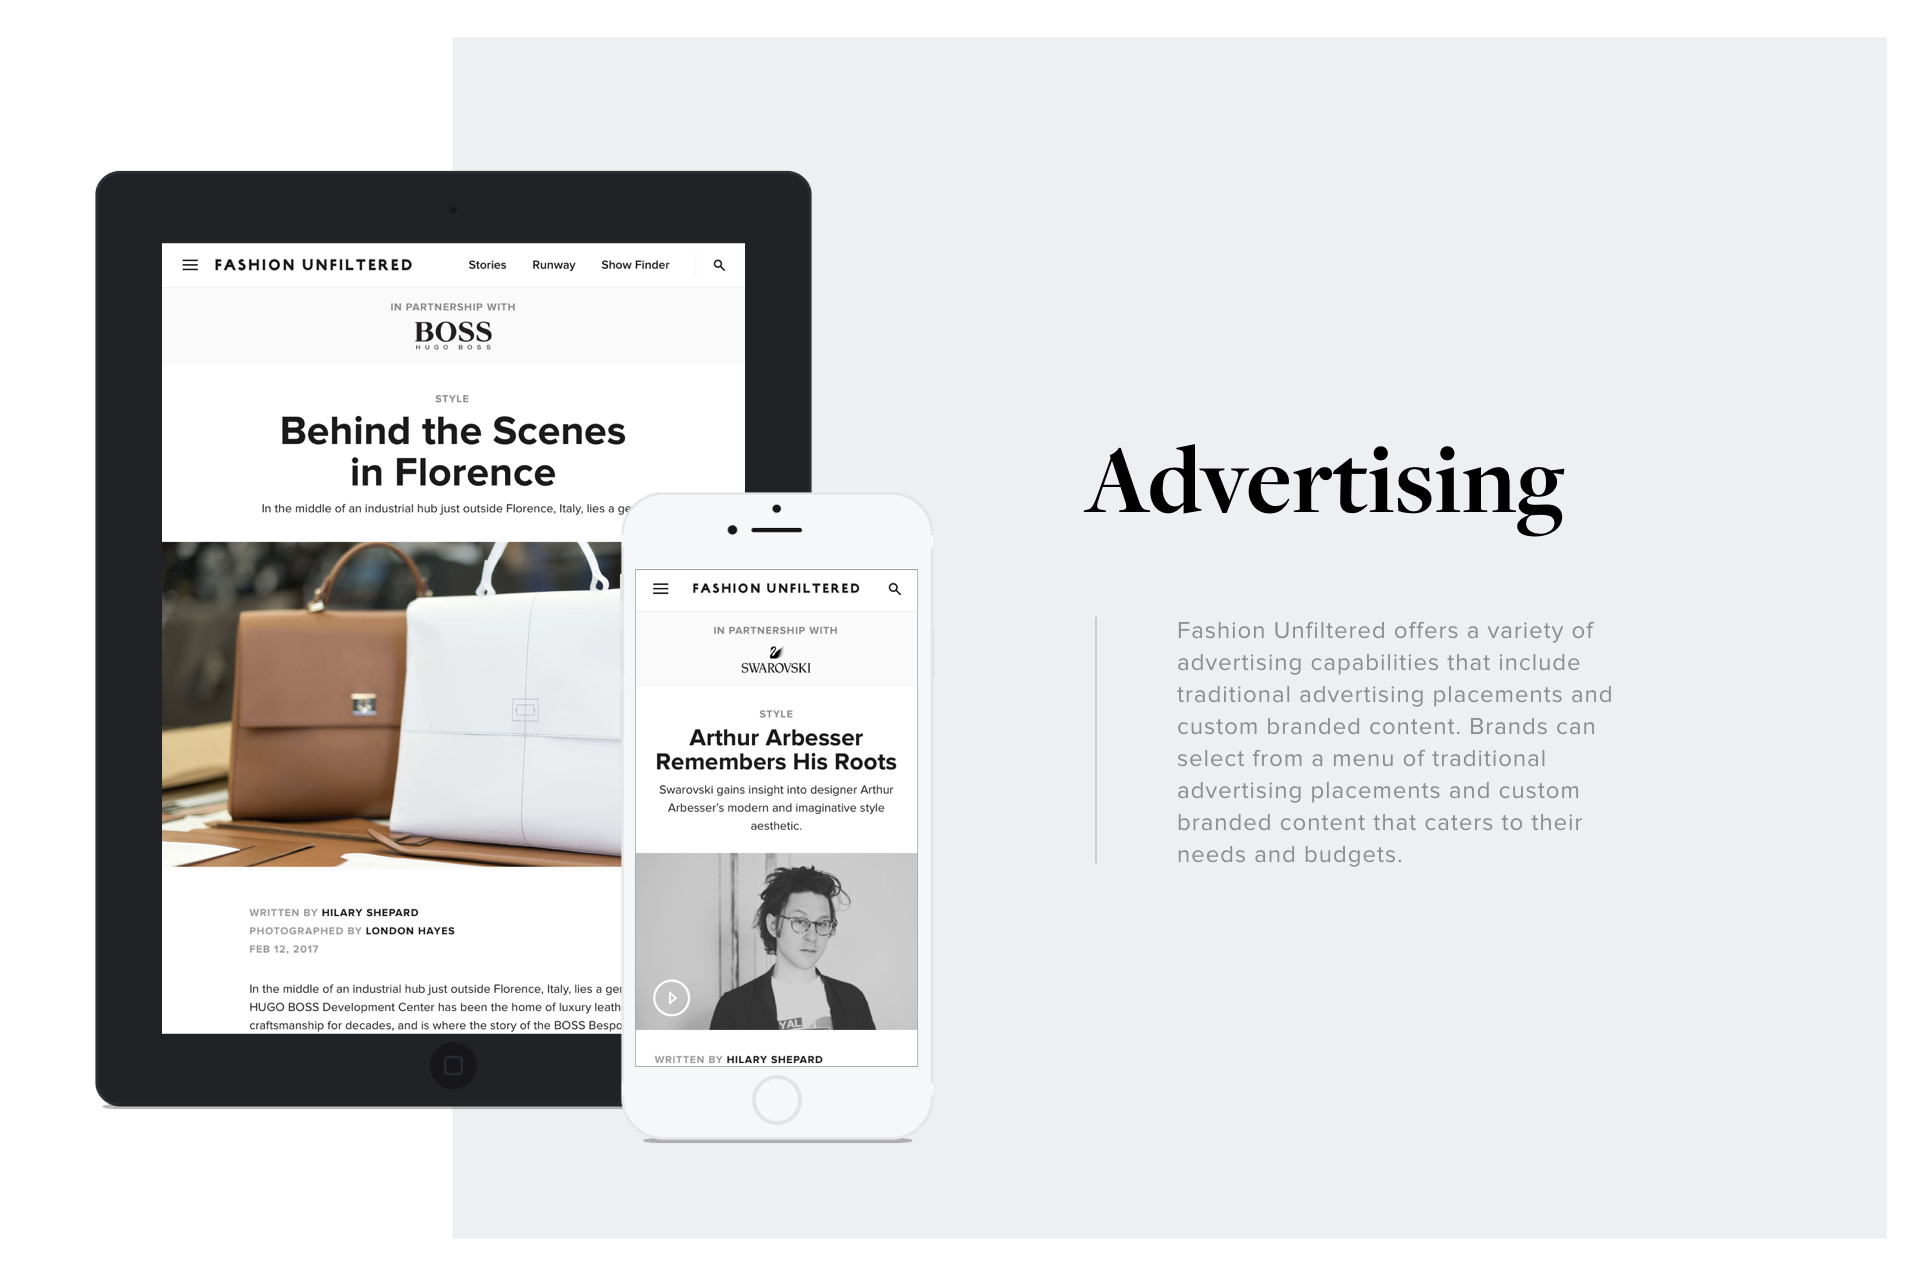 FASHION UNFILTERED
Stories Runway Show Finder
IN PARTNERSHIP WITH
BOSS
HUGO BOSS
STYLE
Behind the Scenes
in Florence
In the middle of an industrial hub just outside Florence, Italy, lies a ge
WRITTEN BY HILARY SHEPARD
PHOTOGRAPHED BY LONDON HAYES
FEB 12, 2017
In the middle of an industrial hub just outside Florence, Italy, lies a ge
HUGO BOSS Development Center has been the home of luxury leath
craftsmanship for decades, and is where the story of the BOSS Bespo
FASHION UNFILTERED
IN PARTNERSHIP WITH
SWAROVSKI
STYLE
Arthur Arbesser
Remembers His Roots
Swarovski gains insight into designer Arthur
Arbesser’s modern and imaginative style
aesthetic.
YAL
WRITTEN BY HILARY SHEPARD
Advertising
Fashion Unfiltered offers a variety of
advertising capabilities that include
traditional advertising placements and
custom branded content. Brands can
select from a menu of traditional
advertising placements and custom
branded content that caters to their
needs and budgets.